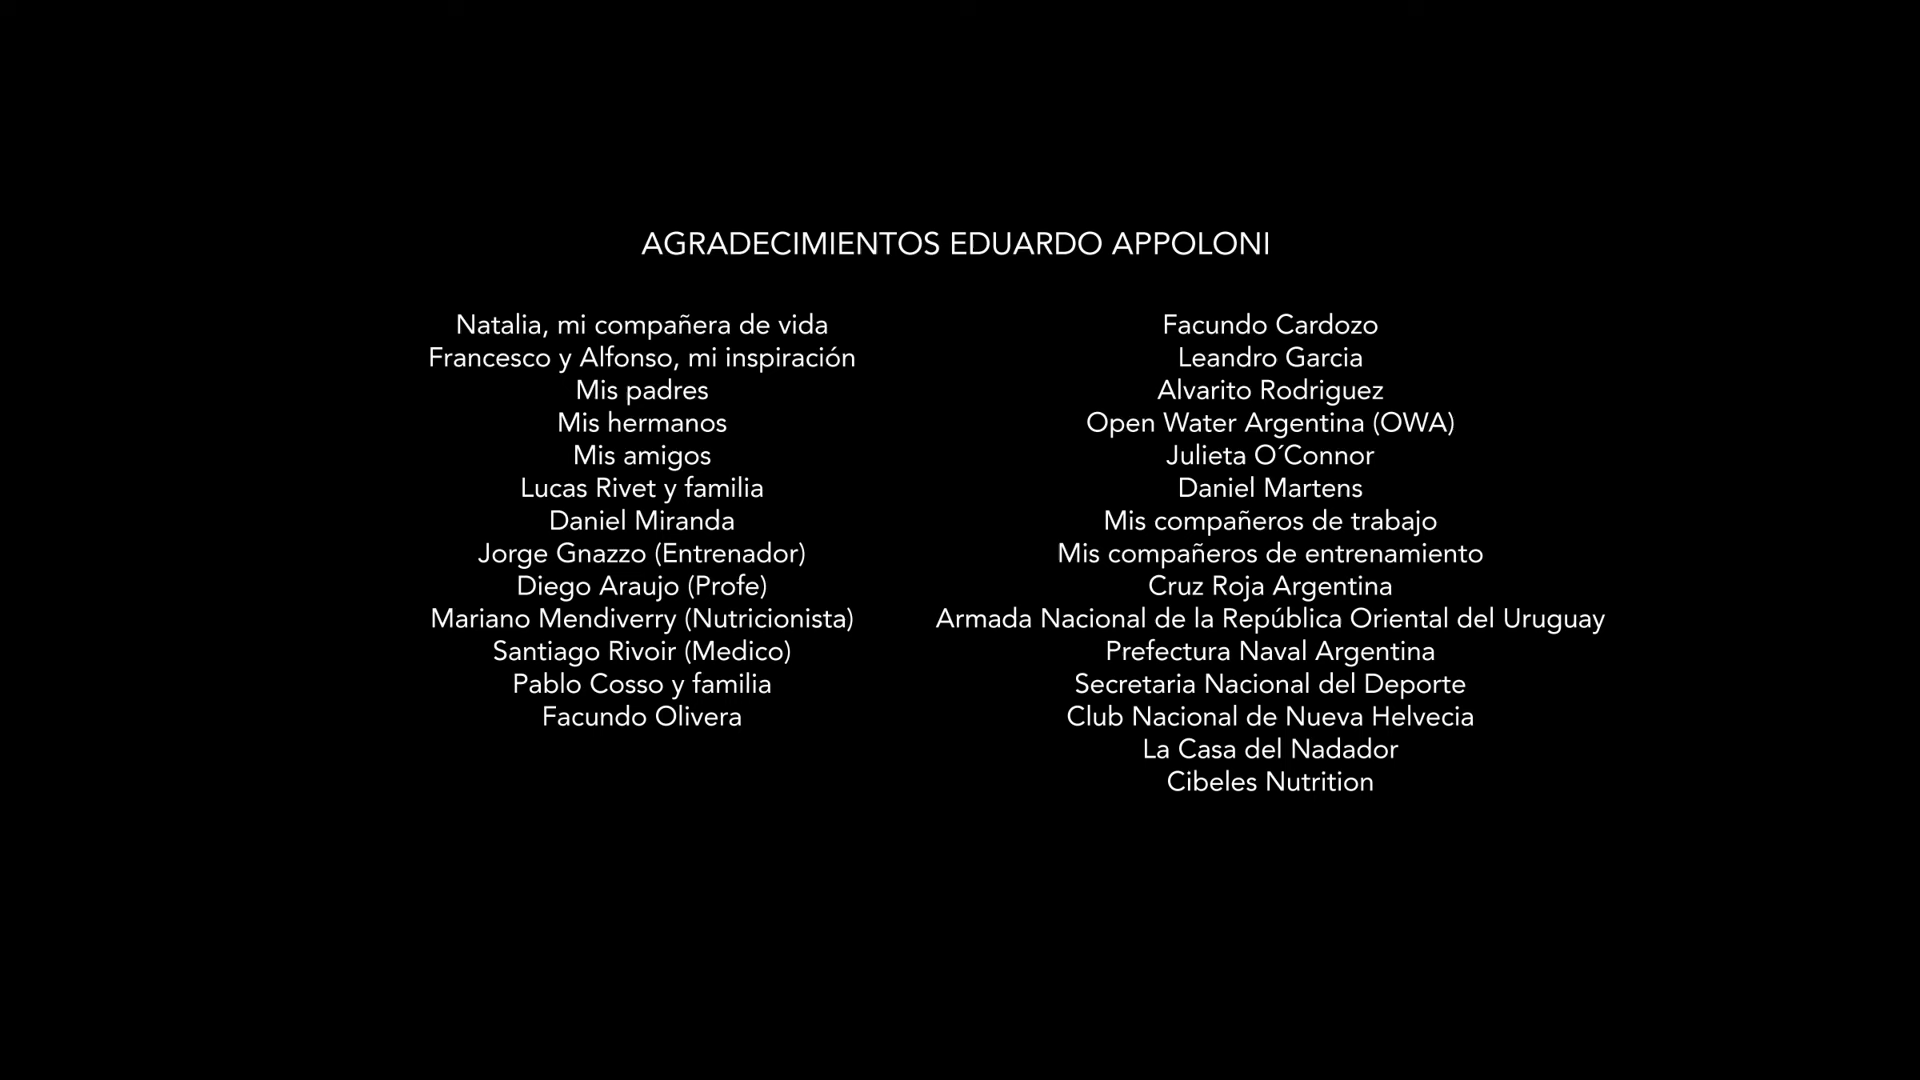 AGRADECIMIENTOS EDUARDO APPOLONI
Natalia, mi compañera de vida
Francesco y Alfonso, mi inspiración
Mis padres
Mis hermanos
Mis amigos
Lucas Rivet y familia
Daniel Miranda
Jorge Gnazzo (Entrenador)
Diego Araujo (Profe)
Mariano Mendiverry (Nutricionista)
Santiago Rivoir (Medico)
Pablo Cosso y familia
Facundo Olivera
Facundo Cardozo
Leandro Garcia
Alvarito Rodriguez
Open Water Argentina (OWA)
Julieta O´Connor
Daniel Martens
Mis compañeros de trabajo
Mis compañeros de entrenamiento
Cruz Roja Argentina
Armada Nacional de la República Oriental del Uruguay
Prefectura Naval Argentina
Secretaria Nacional del Deporte
Club Nacional de Nueva Helvecia
La Casa del Nadador
Cibeles Nutrition